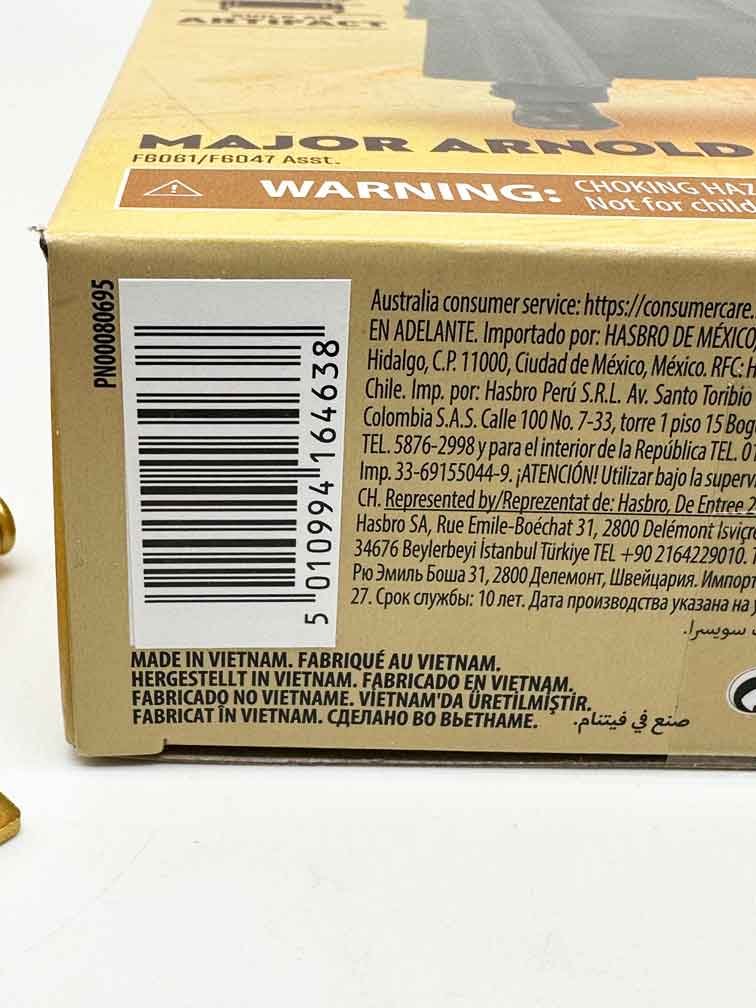 ARTIFACT
MAJOR ARNOLD
F6061/F6047 Asst.
WARNING: CHOKING HAZ
Not for child
PN00080695
5 010994 164638
Australia consumer service: https://consumercare.
EN ADELANTE. Importado por: HASBRO DE MÉXICO,
Hidalgo, C.P. 11000, Ciudad de México, México. RFC: H
Chile. Imp. por: Hasbro Perú S.R.L. Av. Santo Toribio
Colombia S.A.S. Calle 100 No. 7-33, torre 1 piso 15 Bog
TEL. 5876-2998 y para el interior de la República TEL. 01
Imp. 33-69155044-9. ¡ATENCIÓN! Utilizar bajo la superv
CH. Represented by/Reprezentat de: Hasbro, De Entree 2
Hasbro SA, Rue Emile-Boéchat 31, 2800 Delémont İsviçre
34676 Beylerbeyi İstanbul Türkiye TEL +90 2164229010.
Рю Эмиль Боша 31, 2800 Делемонт, Швейцария. Импорт
27. Срок службы: 10 лет. Дата производства указана на у
سويسرا.
MADE IN VIETNAM. FABRIQUÉ AU VIETNAM.
HERGESTELLT IN VIETNAM. FABRICADO EN VIETNAM.
FABRICADO NO VIETNAME. VİETNAM'DA ÜRETİLMİŞTİR.
FABRICAT ÎN VIETNAM. СДЕЛАНО ВО ВЬЕТНАМЕ. صنع في فيتنام.